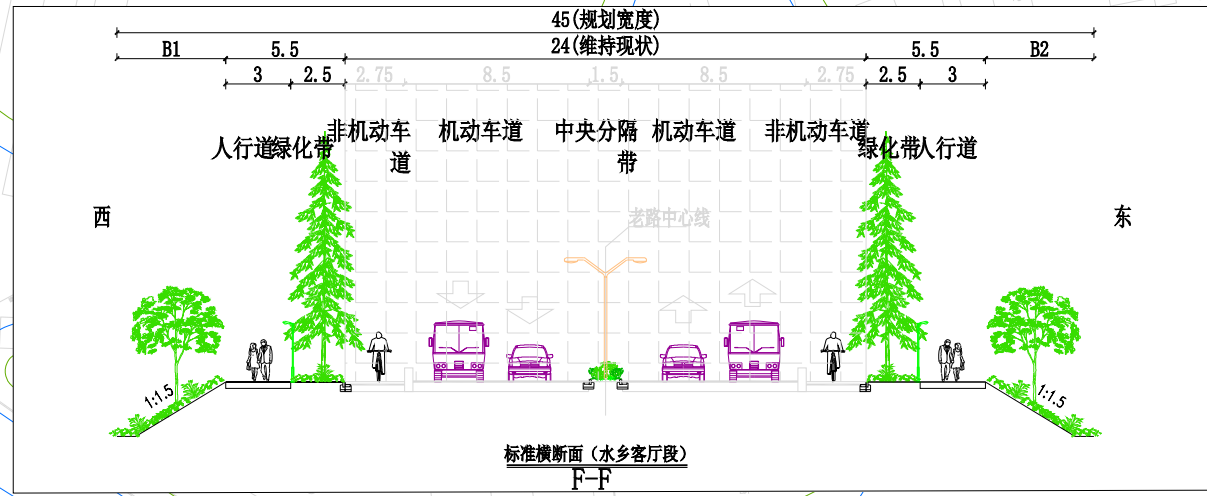 45(规划宽度)
24(维持现状)
B1 5.5 5.5 B2
3 2.5 2.75 8.5 1.5 8.5 2.75 2.5 3
人行道 绿化带 非机动车道 机动车道 中央分隔带 机动车道 非机动车道 绿化带 人行道
西 老路中心线 东
1:1.5 1:1.5
标准横断面（水乡客厅段）
F-F